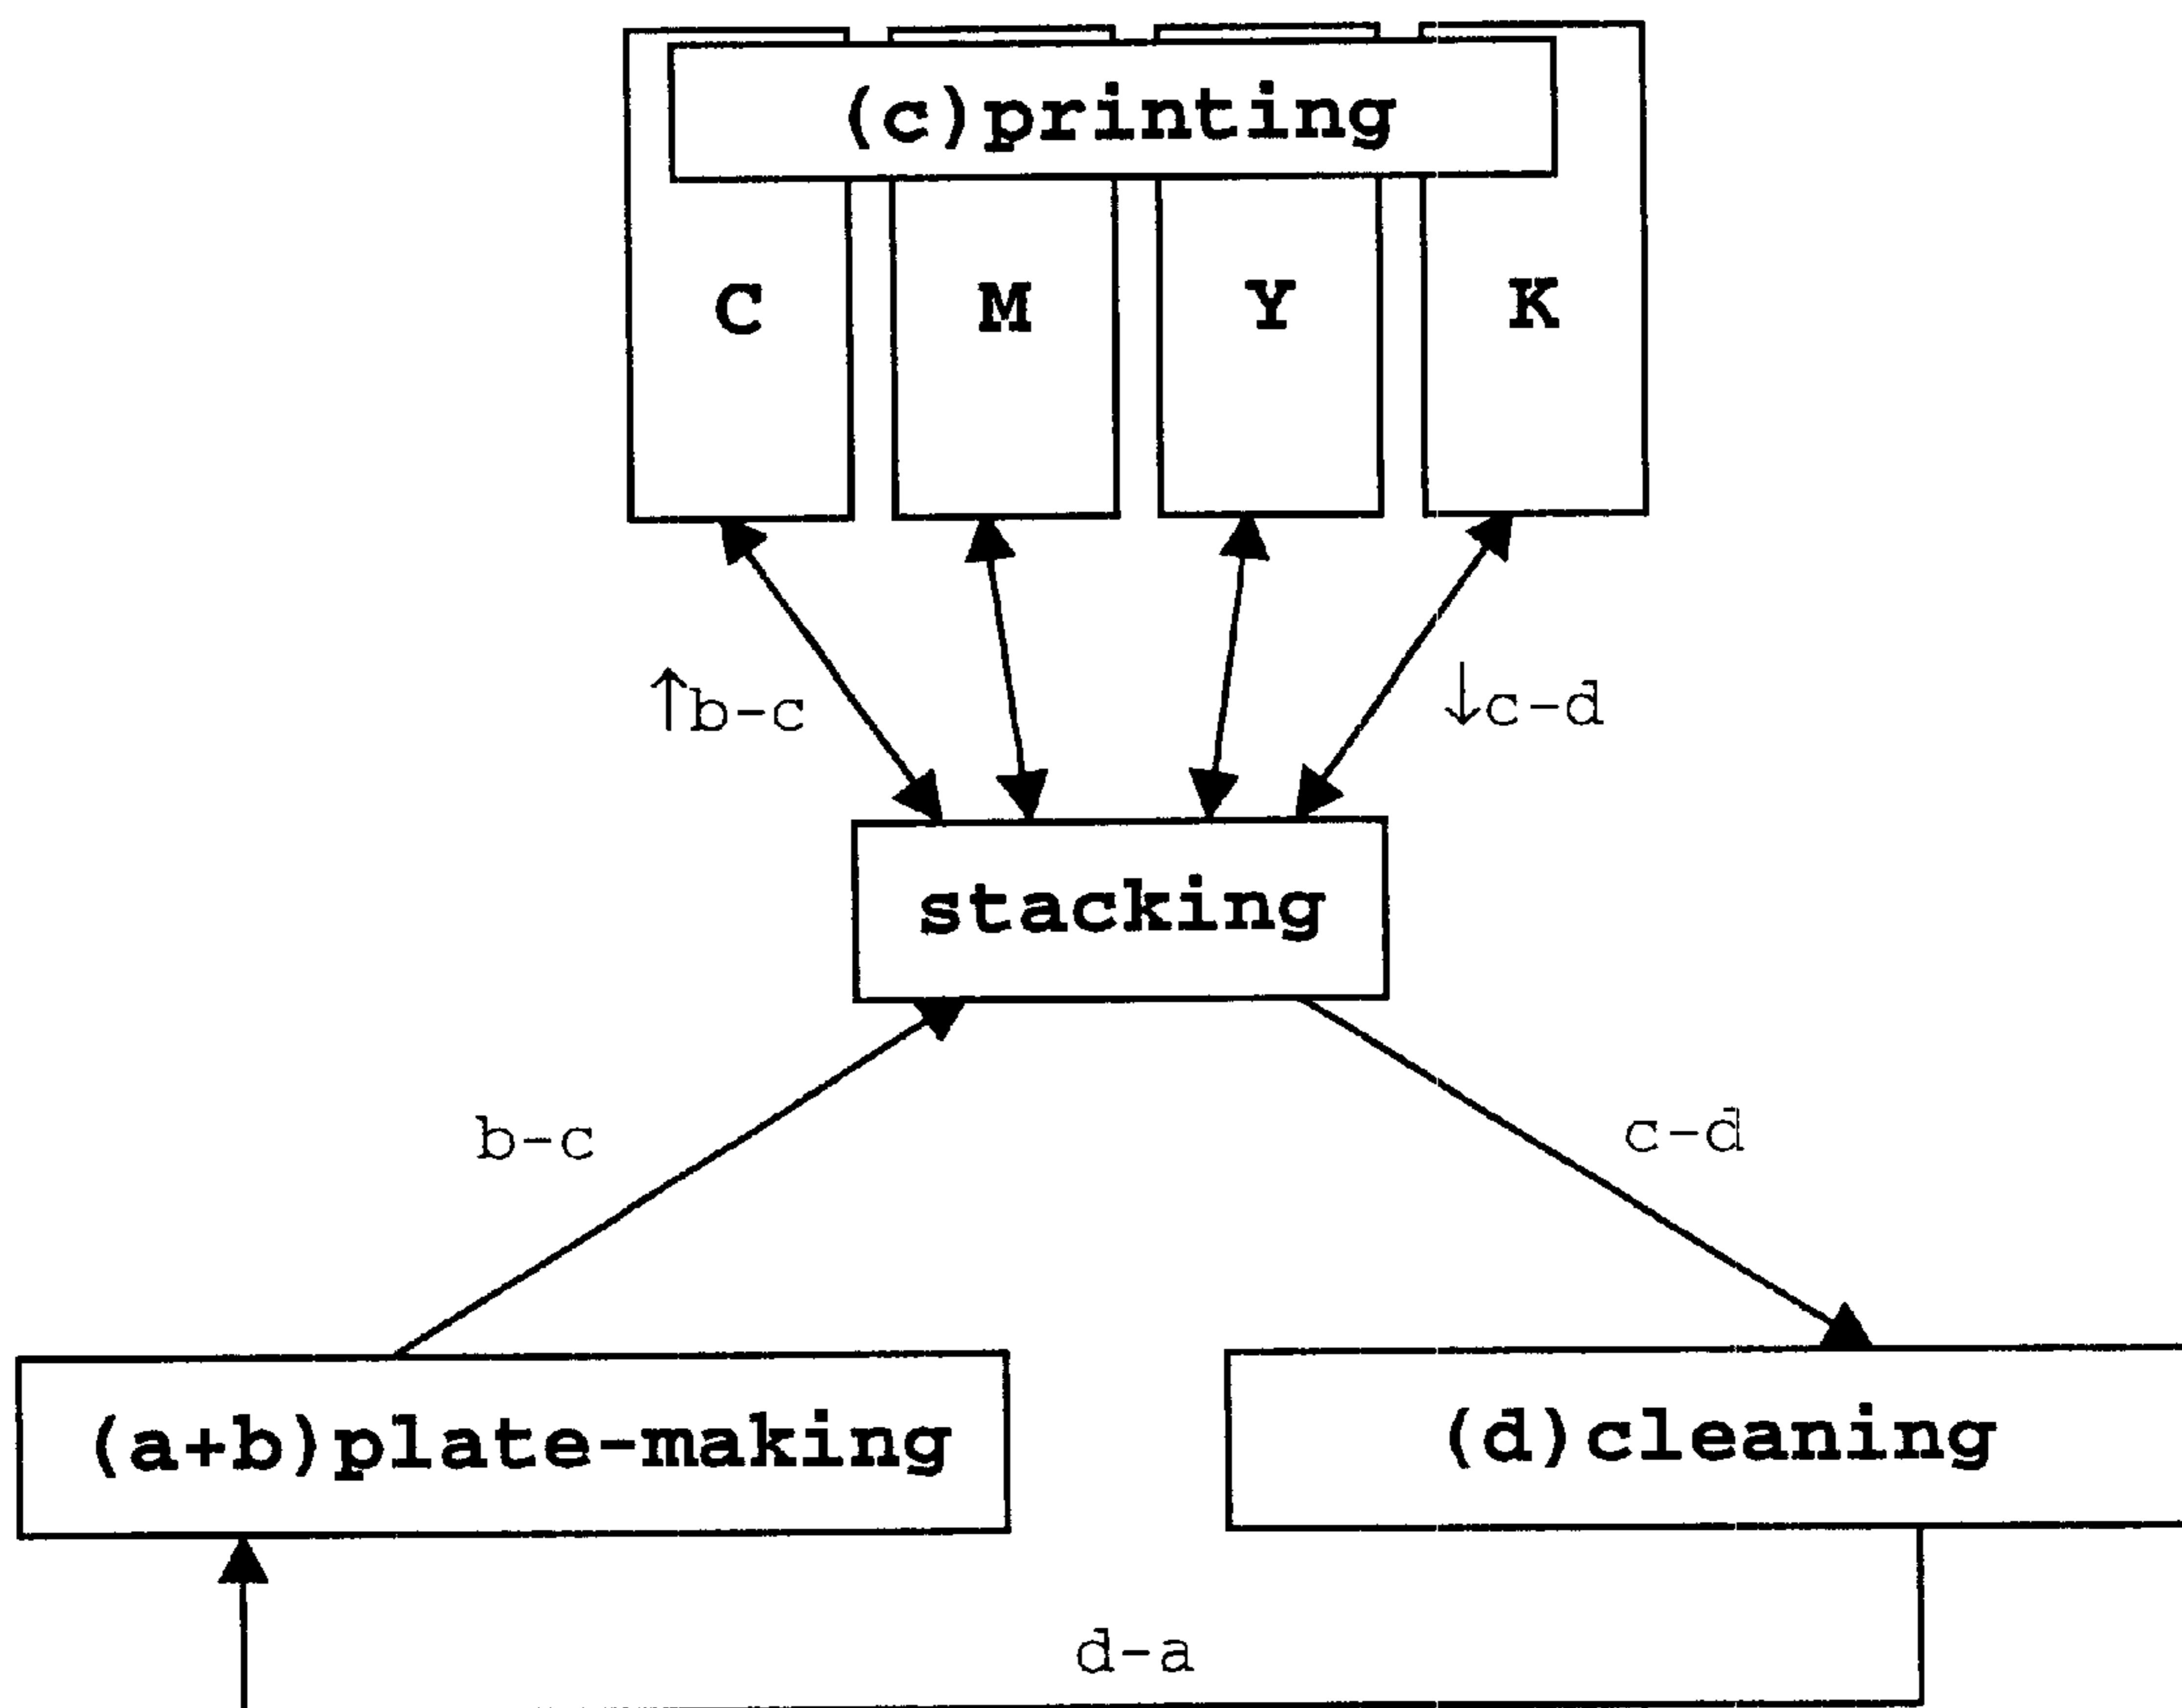 (c)printing
C M Y K
↑b-c ↓c-d
stacking
b-c c-d
(a+b)plate-making (d)cleaning
d-a